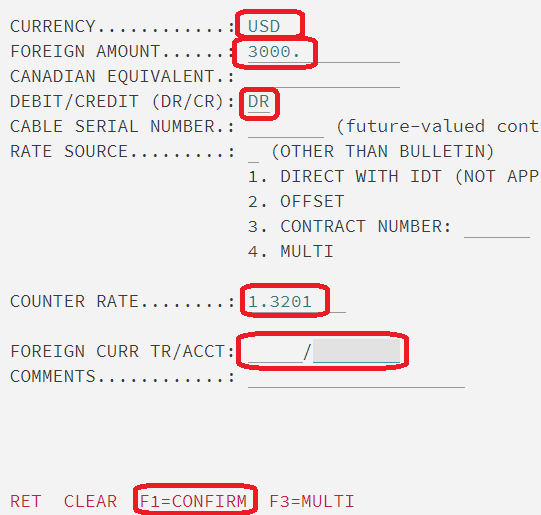 CURRENCY............: USD
FOREIGN AMOUNT......: 3000.
CANADIAN EQUIVALENT.:
DEBIT/CREDIT (DR/CR): DR
CABLE SERIAL NUMBER.: _______ (future-valued cont
RATE SOURCE.........: _ (OTHER THAN BULLETIN)
1. DIRECT WITH IDT (NOT APP
2. OFFSET
3. CONTRACT NUMBER: ______
4. MULTI
COUNTER RATE........: 1.3201
FOREIGN CURR TR/ACCT: _____/
COMMENTS............: ____________________
RET CLEAR F1=CONFIRM F3=MULTI